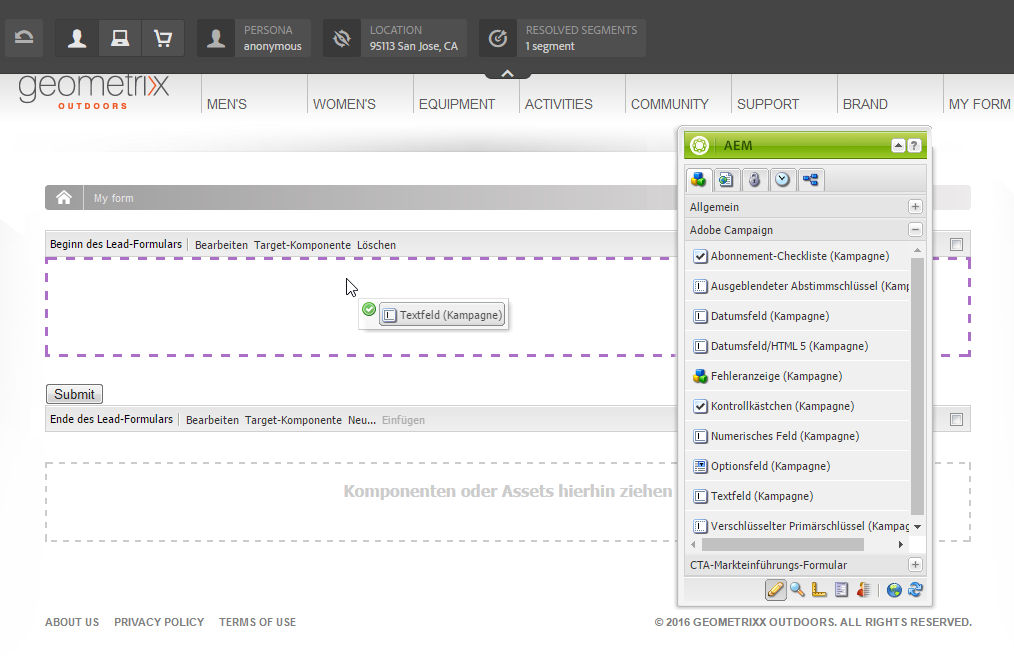 PERSONA
anonymous
LOCATION
95113 San Jose, CA
RESOLVED SEGMENTS
1 segment
geometrixx
OUTDOORS
MEN'S
WOMEN'S
EQUIPMENT
ACTIVITIES
COMMUNITY
SUPPORT
BRAND
MY FORM
AEM
?
My form
Allgemein
Adobe Campaign
Beginn des Lead-Formulars
Bearbeiten
Target-Komponente
Löschen
Abonnement-Checkliste (Kampagne)
Ausgeblendeter Abstimmschlüssel (Kamp
Datumsfeld (Kampagne)
Textfeld (Kampagne)
Datumsfeld/HTML 5 (Kampagne)
Fehleranzeige (Kampagne)
Submit
Kontrollkästchen (Kampagne)
Ende des Lead-Formulars
Bearbeiten
Target-Komponente
Neu...
Einfügen
Numerisches Feld (Kampagne)
Optionsfeld (Kampagne)
Komponenten oder Assets hierhin ziehen
Textfeld (Kampagne)
Verschlüsselter Primärschlüssel (Kampag
CTA-Markteinführungs-Formular
ABOUT US
PRIVACY POLICY
TERMS OF USE
© 2016 GEOMETRIXX OUTDOORS. ALL RIGHTS RESERVED.